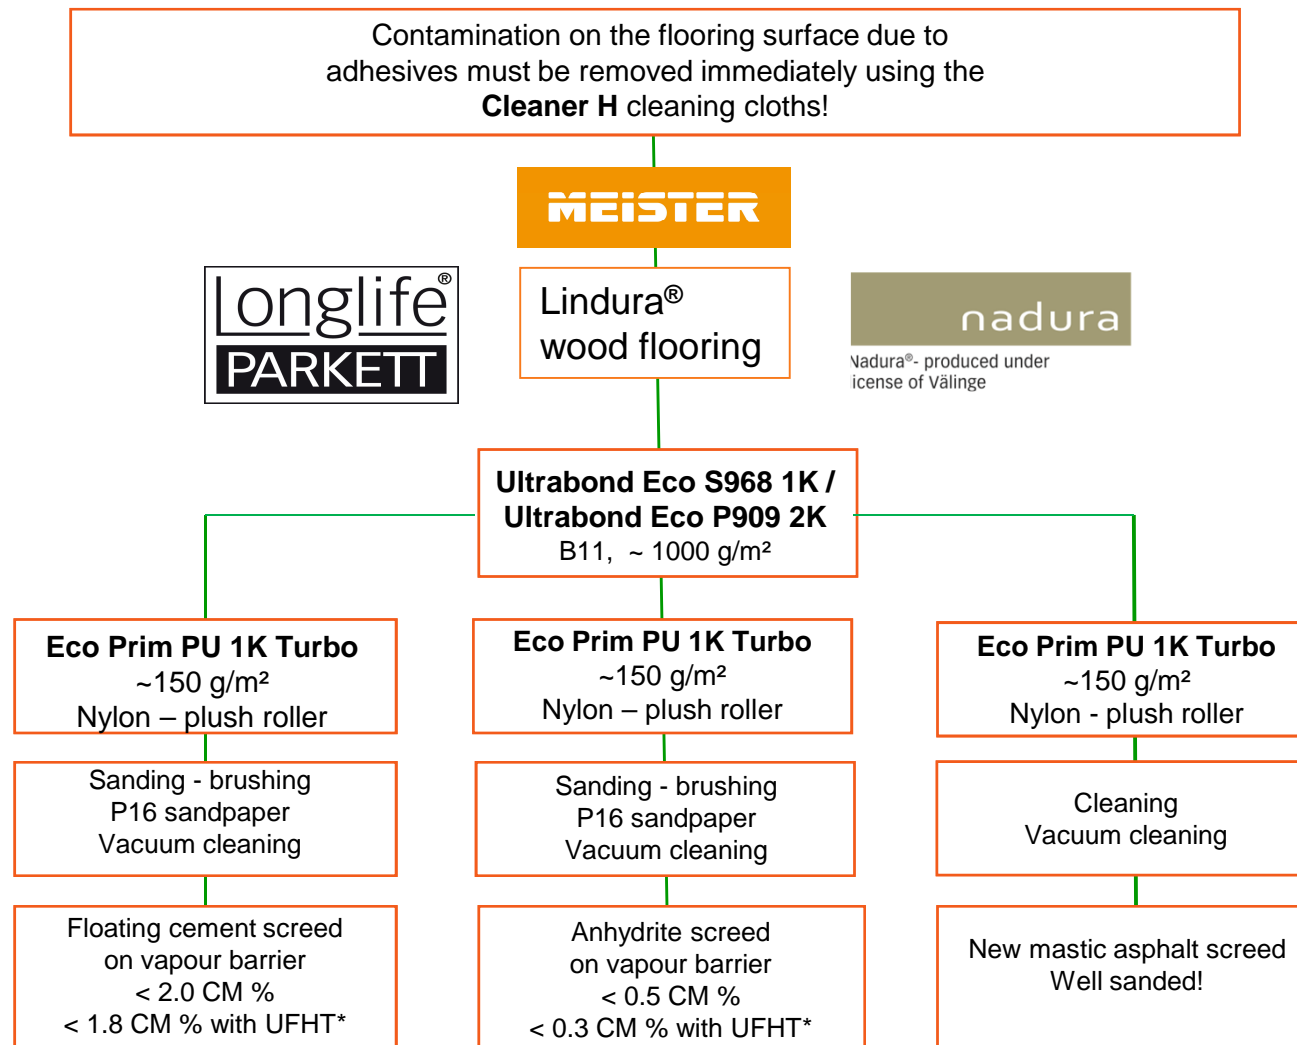 Contamination on the flooring surface due to
adhesives must be removed immediately using the
Cleaner H cleaning cloths!
MEISTER
Longlife®
PARKETT
Lindura®
wood flooring
nadura
Nadura®- produced under
icense of Välinge
Ultrabond Eco S968 1K /
Ultrabond Eco P909 2K
B11, ~ 1000 g/m²
Eco Prim PU 1K Turbo
~150 g/m²
Nylon – plush roller
Eco Prim PU 1K Turbo
~150 g/m²
Nylon – plush roller
Eco Prim PU 1K Turbo
~150 g/m²
Nylon - plush roller
Sanding - brushing
P16 sandpaper
Vacuum cleaning
Sanding - brushing
P16 sandpaper
Vacuum cleaning
Cleaning
Vacuum cleaning
Floating cement screed
on vapour barrier
< 2.0 CM %
< 1.8 CM % with UFHT*
Anhydrite screed
on vapour barrier
< 0.5 CM %
< 0.3 CM % with UFHT*
New mastic asphalt screed
Well sanded!